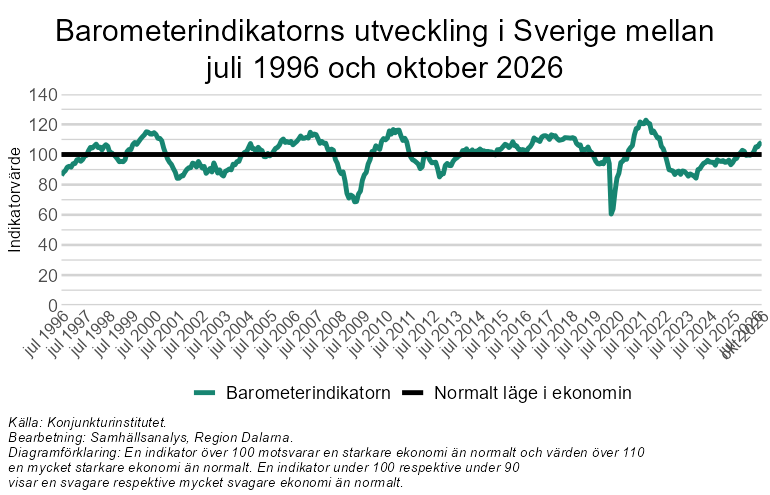 Barometerindikatorns utveckling i Sverige mellan
juli 1996 och oktober 2026
Indikatorvärde
140
120
100
80
60
40
20
0
jul 1996
jul 1997
jul 1998
jul 1999
jul 2000
jul 2001
jul 2002
jul 2003
jul 2004
jul 2005
jul 2006
jul 2007
jul 2008
jul 2009
jul 2010
jul 2011
jul 2012
jul 2013
jul 2014
jul 2015
jul 2016
jul 2017
jul 2018
jul 2019
jul 2020
jul 2021
jul 2022
jul 2023
jul 2024
jul 2025
jul 2026
okt 2026
Barometerindikatorn Normalt läge i ekonomin
Källa: Konjunkturinstitutet.
Bearbetning: Samhällsanalys, Region Dalarna.
Diagramförklaring: En indikator över 100 motsvarar en starkare ekonomi än normalt och värden över 110
en mycket starkare ekonomi än normalt. En indikator under 100 respektive under 90
visar en svagare respektive mycket svagare ekonomi än normalt.